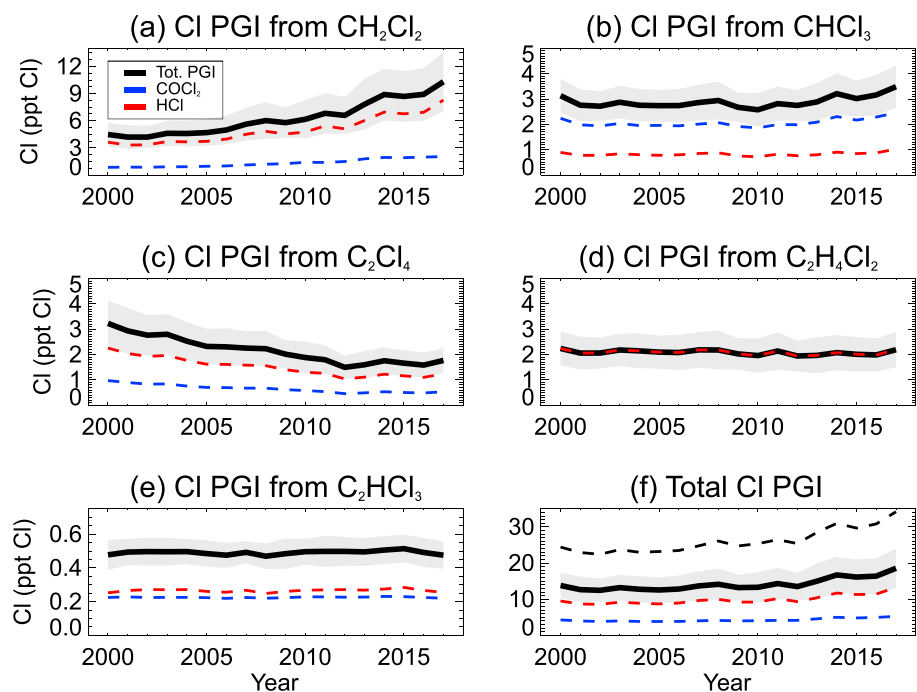 (a) Cl PGI from CH₂Cl₂
Cl (ppt Cl)
12
9
6
3
0
Tot. PGI
COCl₂
HCl
2000 2005 2010 2015
(b) Cl PGI from CHCl₃
5
4
3
2
1
0
2000 2005 2010 2015
(c) Cl PGI from C₂Cl₄
Cl (ppt Cl)
5
4
3
2
1
0
2000 2005 2010 2015
(d) Cl PGI from C₂H₄Cl₂
5
4
3
2
1
0
2000 2005 2010 2015
(e) Cl PGI from C₂HCl₃
Cl (ppt Cl)
0.6
0.4
0.2
0.0
2000 2005 2010 2015
Year
(f) Total Cl PGI
30
20
10
0
2000 2005 2010 2015
Year